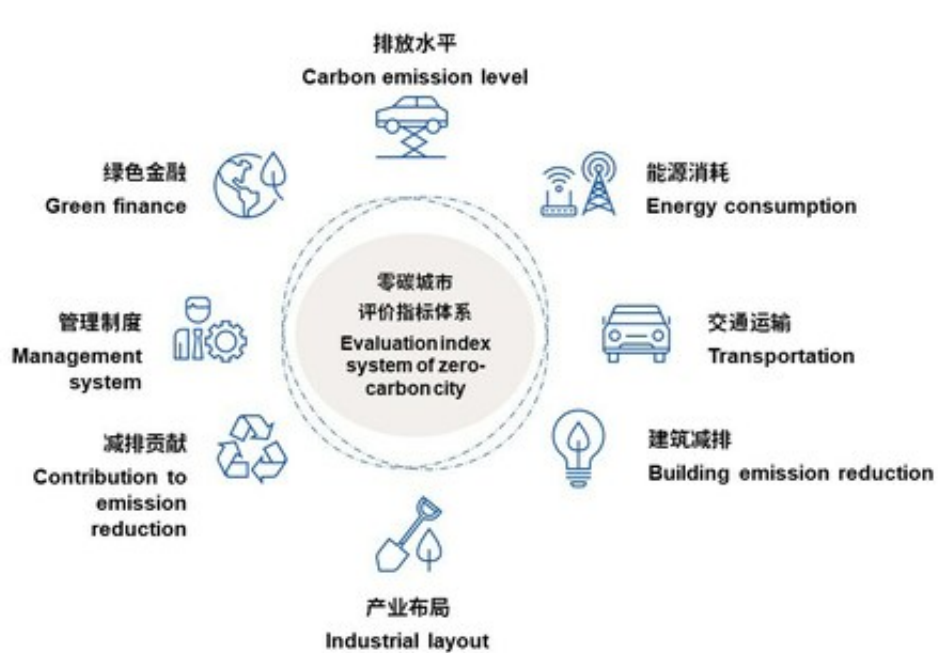 排放水平
Carbon emission level
绿色金融
Green finance
能源消耗
Energy consumption
零碳城市
评价指标体系
Evaluation index
system of zero-
carbon city
管理制度
Management
system
交通运输
Transportation
减排贡献
Contribution to
emission
reduction
建筑减排
Building emission reduction
产业布局
Industrial layout